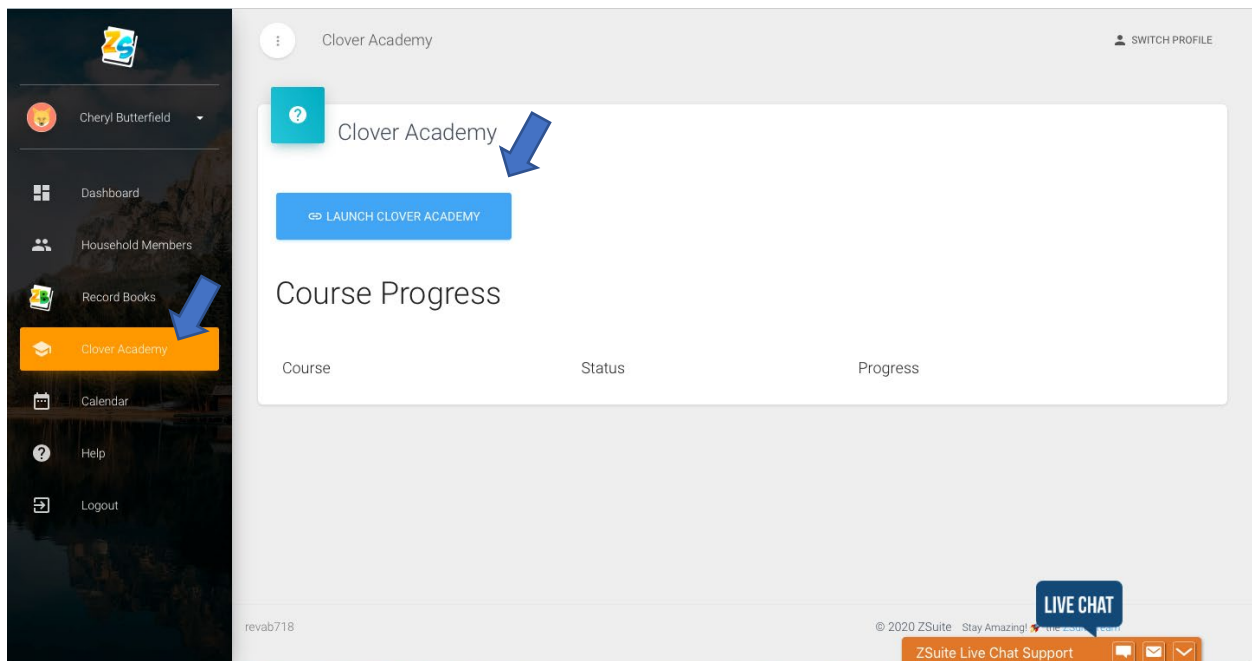 ZS
Clover Academy
SWITCH PROFILE
Cheryl Butterfield
Clover Academy
Dashboard
LAUNCH CLOVER ACADEMY
Household Members
Course Progress
ZB
Record Books
Clover Academy
Course Status Progress
Calendar
Help
Logout
LIVE CHAT
revab718
© 2020 ZSuite Stay Amazing! the
ZSuite Live Chat Support